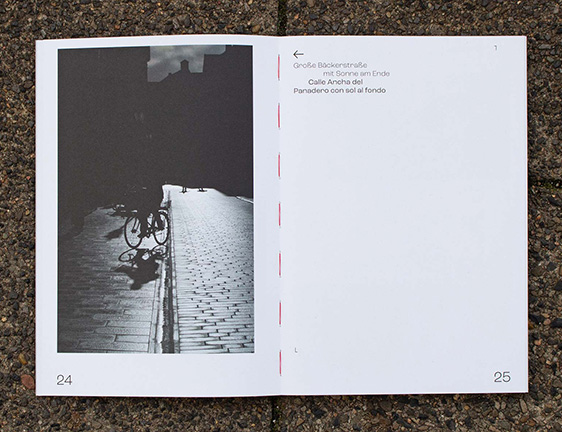 ←
Große Bäckerstraße
mit Sonne am Ende
Calle Ancha del
Panadero con sol al fondo
1
L
24
25